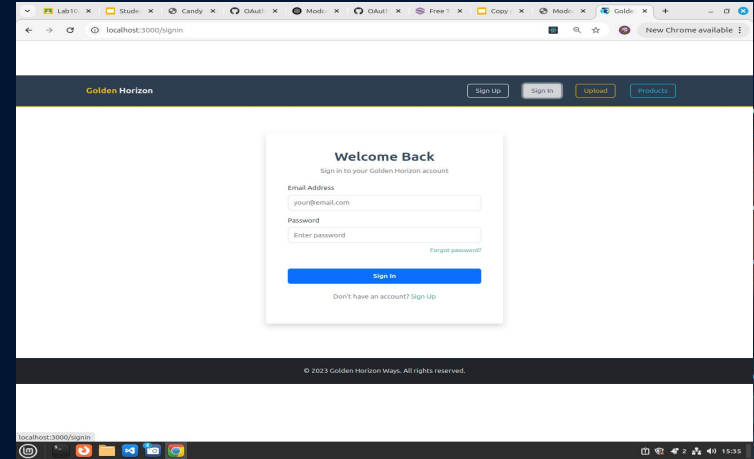 Lab10
Stude
Candy
OAuth
Modc
OAuth
Free
Copy
Modc
Golde
localhost:3000/signin
New Chrome available
Golden Horizon
Sign Up
Sign In
Upload
Products
Welcome Back
Sign in to your Golden Horizon account
Email Address
your@email.com
Password
Enter password
Forgot password?
Sign In
Don't have an account? Sign Up
© 2023 Golden Horizon Ways. All rights reserved.
localhost:3000/signin
2
15:35